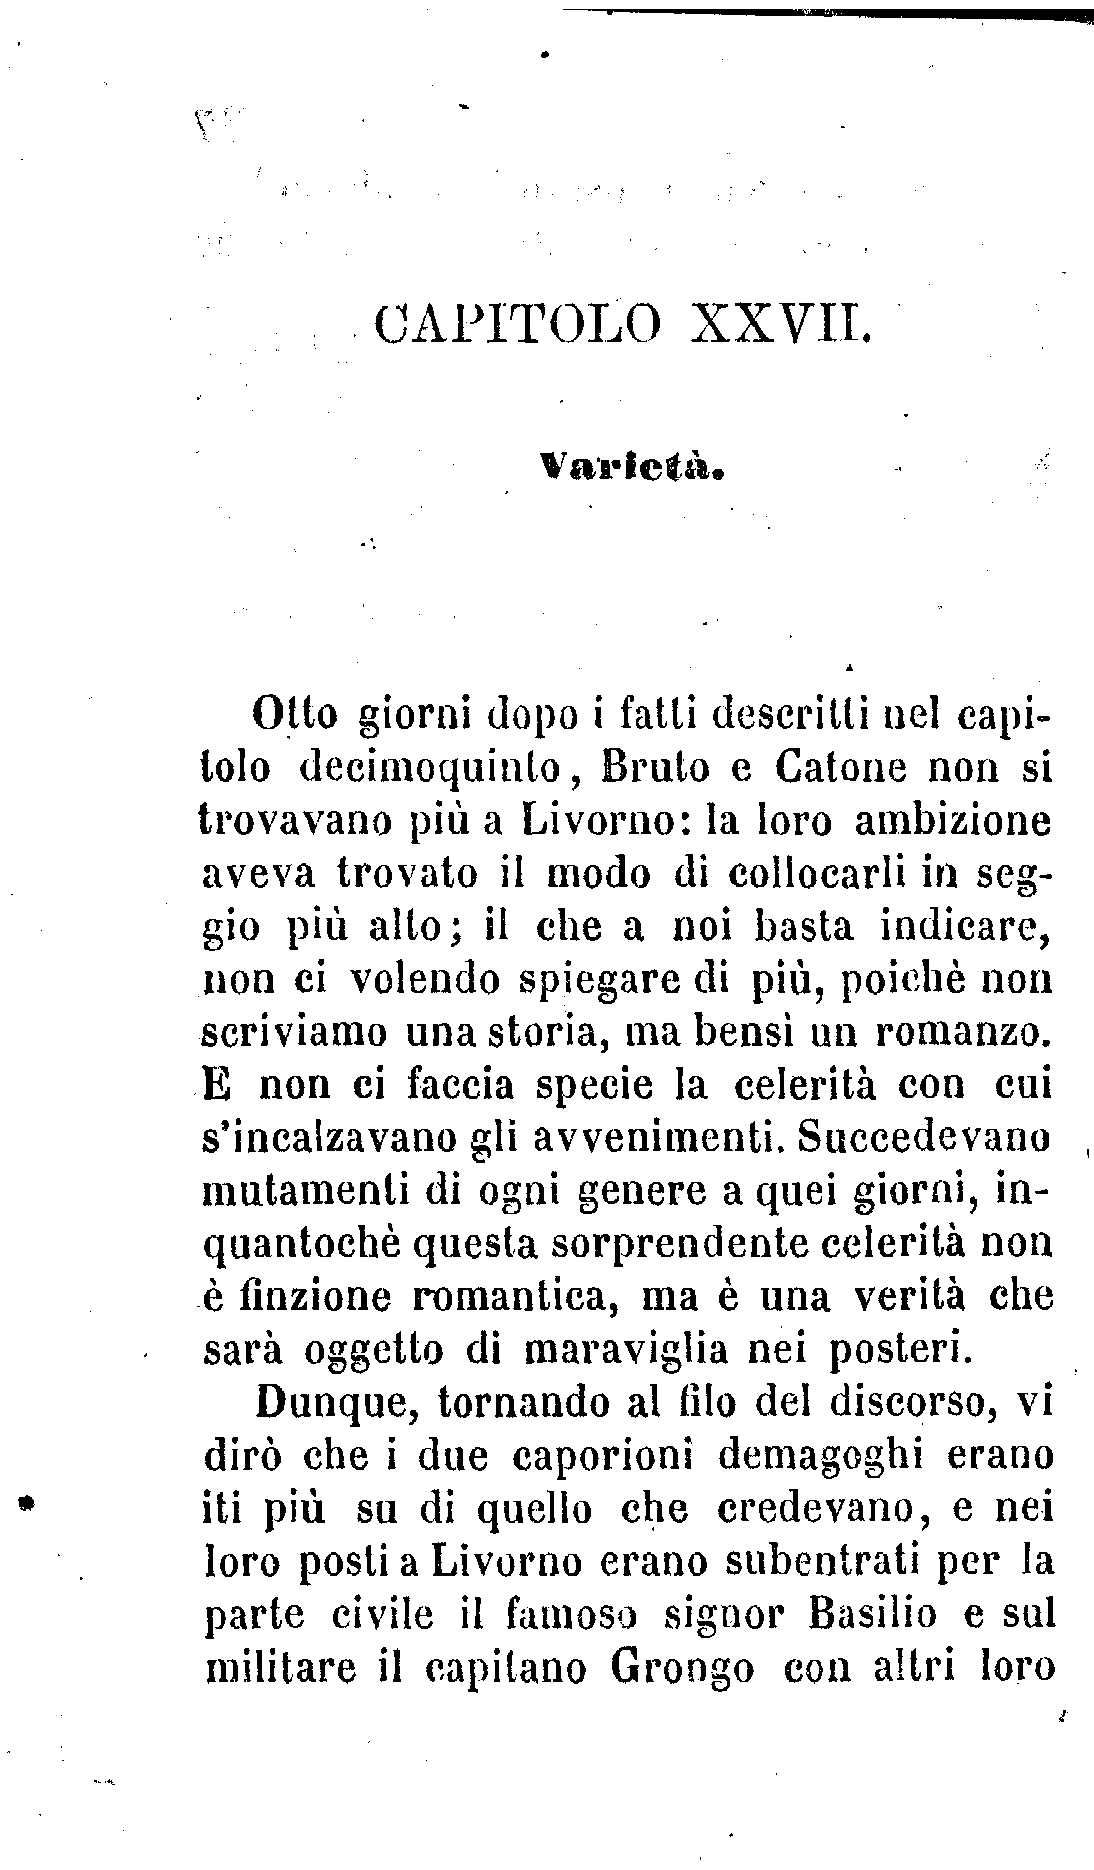 CAPITOLO XXVII.
Varietà.
Otto giorni dopo i fatti descritti nel capi-
tolo decimoquinto, Bruto e Catone non si
trovavano più a Livorno: la loro ambizione
aveva trovato il modo di collocarli in seg-
gio più alto; il che a noi basta indicare,
non ci volendo spiegare di più, poichè non
scriviamo una storia, ma bensì un romanzo.
E non ci faccia specie la celerità con cui
s'incalzavano gli avvenimenti. Succedevano
mutamenti di ogni genere a quei giorni, in-
quantochè questa sorprendente celerità non
è finzione romantica, ma è una verità che
sarà oggetto di maraviglia nei posteri.
Dunque, tornando al filo del discorso, vi
dirò che i due caporioni demagoghi erano
iti più su di quello che credevano, e nei
loro posti a Livorno erano subentrati per la
parte civile il famoso signor Basilio e sul
militare il capitano Grongo con altri loro